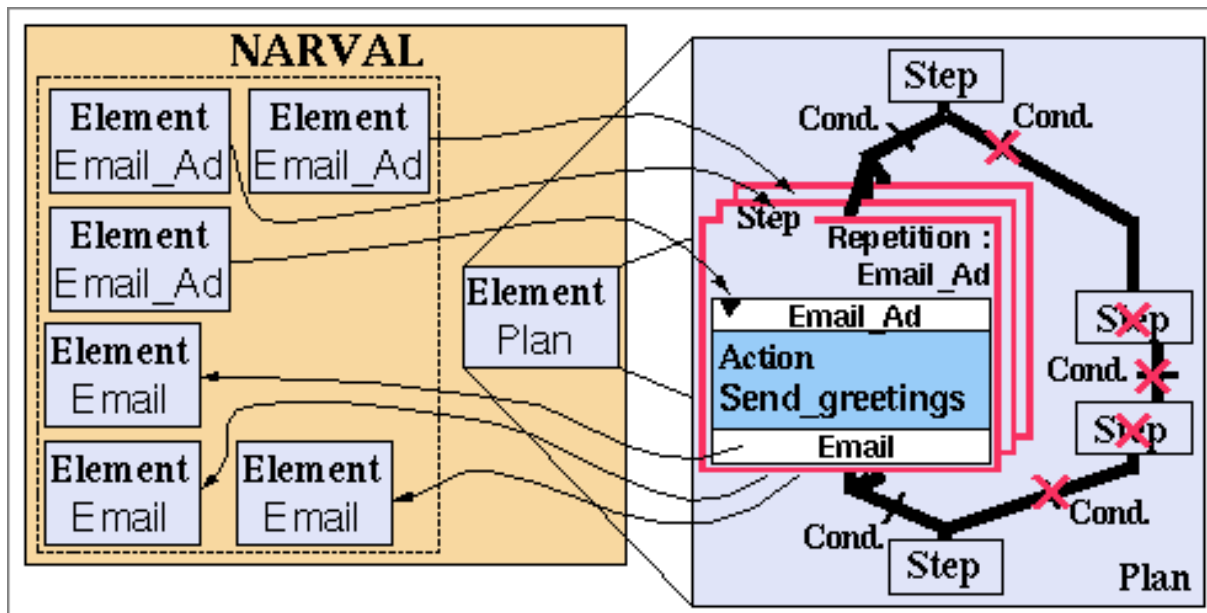 NARVAL
Element
Email_Ad
Element
Email_Ad
Element
Email_Ad
Element
Email
Element
Email
Element
Email
Element
Plan
Step
Cond.
Cond.
Step
Repetition :
Email_Ad
Email_Ad
Action
Send_greetings
Email
Step
Cond.
Step
Cond.
Cond.
Step
Plan